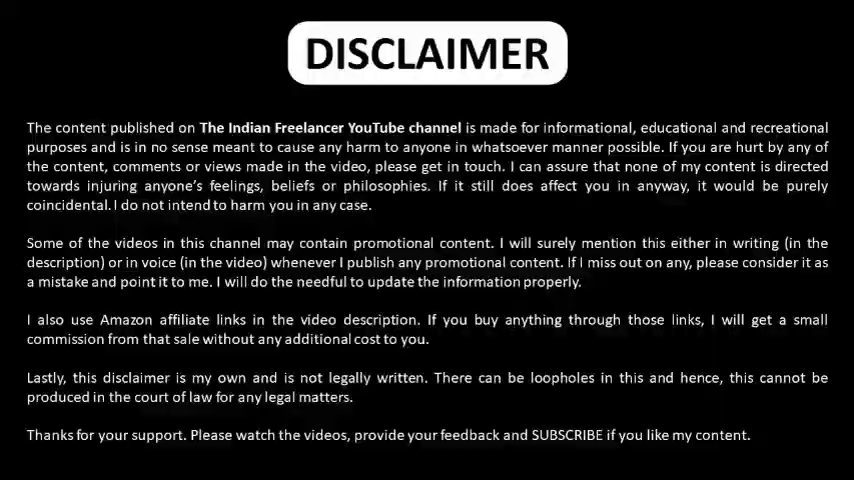 DISCLAIMER
The content published on The Indian Freelancer YouTube channel is made for informational, educational and recreational
purposes and is in no sense meant to cause any harm to anyone in whatsoever manner possible. If you are hurt by any of
the content, comments or views made in the video, please get in touch. I can assure that none of my content is directed
towards injuring anyone's feelings, beliefs or philosophies. If it still does affect you in anyway, it would be purely
coincidental. I do not intend to harm you in any case.
Some of the videos in this channel may contain promotional content. I will surely mention this either in writing (in the
description) or in voice (in the video) whenever I publish any promotional content. If I miss out on any, please consider it as
a mistake and point it to me. I will do the needful to update the information properly.
I also use Amazon affiliate links in the video description. If you buy anything through those links, I will get a small
commission from that sale without any additional cost to you.
Lastly, this disclaimer is my own and is not legally written. There can be loopholes in this and hence, this cannot be
produced in the court of law for any legal matters.
Thanks for your support. Please watch the videos, provide your feedback and SUBSCRIBE if you like my content.